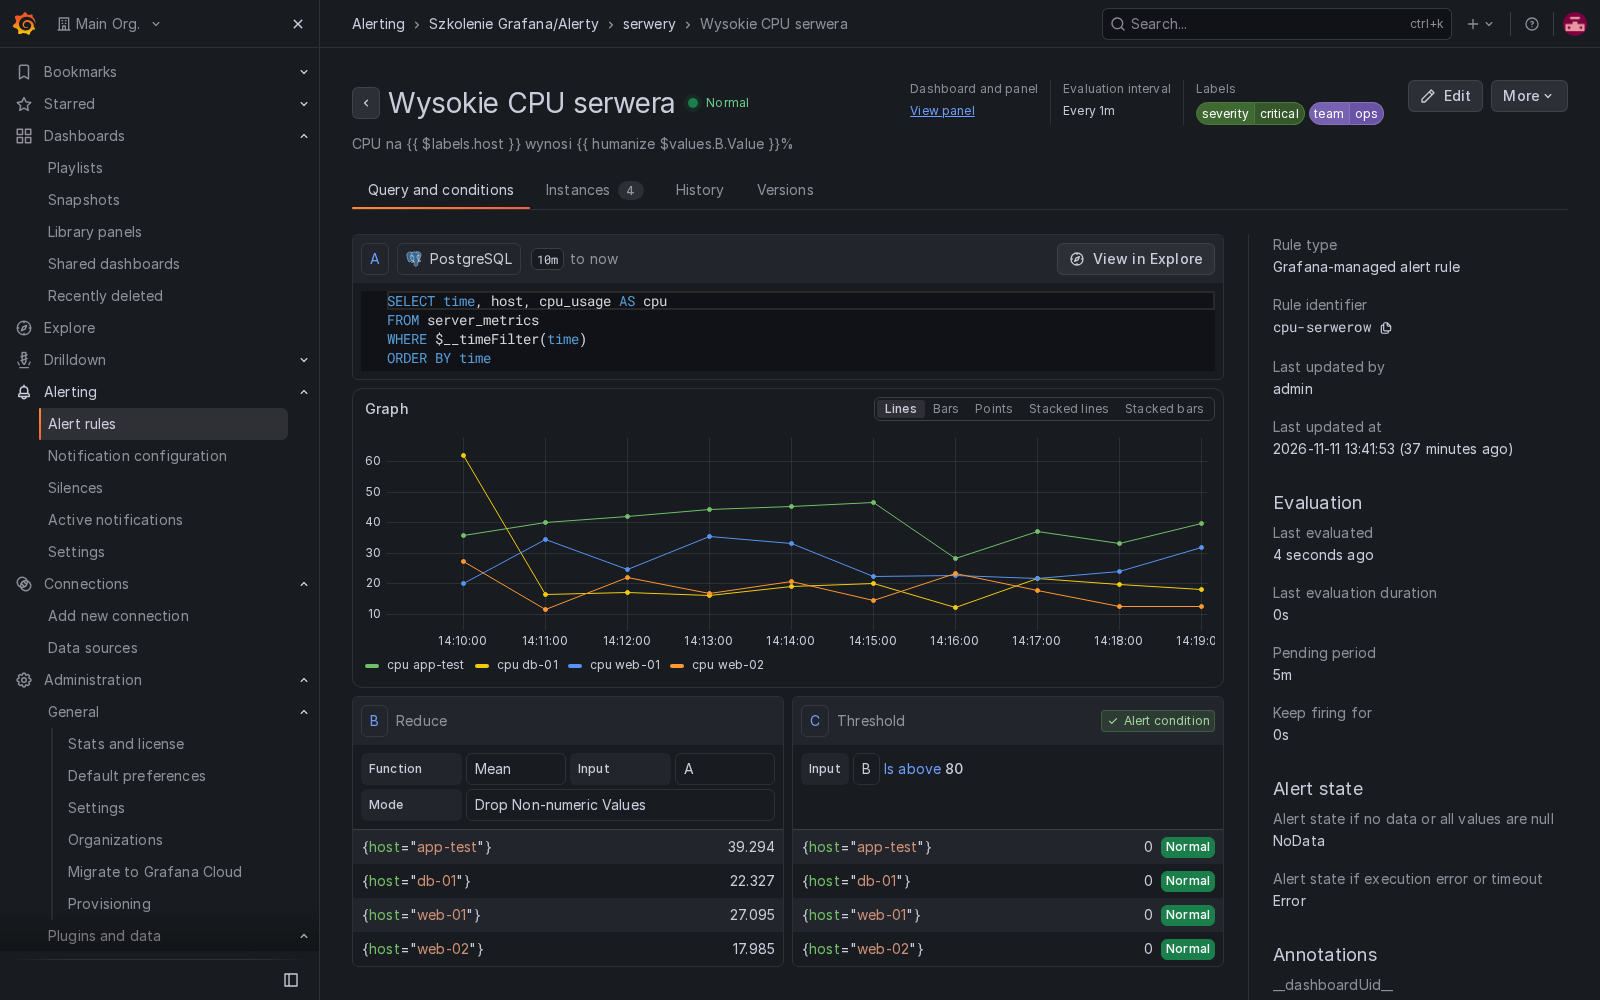 Main Org.
Alerting > Szkolenie Grafana/Alerty > serwery > Wysokie CPU serwera
Search...
ctrl+k
Bookmarks
Starred
Dashboards
Playlists
Snapshots
Library panels
Shared dashboards
Recently deleted
Explore
Drilldown
Alerting
Alert rules
Notification configuration
Silences
Active notifications
Settings
Connections
Add new connection
Data sources
Administration
General
Stats and license
Default preferences
Settings
Organizations
Migrate to Grafana Cloud
Provisioning
Plugins and data
Wysokie CPU serwera
Normal
Dashboard and panel
View panel
Evaluation interval
Every 1m
Labels
severity critical
team ops
Edit
More
CPU na {{ $labels.host }} wynosi {{ humanize $values.B.Value }}%
Query and conditions
Instances 4
History
Versions
A
PostgreSQL
10m to now
View in Explore
SELECT time, host, cpu_usage AS cpu
FROM server_metrics
WHERE $__timeFilter(time)
ORDER BY time
Graph
Lines
Bars
Points
Stacked lines
Stacked bars
60
50
40
30
20
10
14:10:00
14:11:00
14:12:00
14:13:00
14:14:00
14:15:00
14:16:00
14:17:00
14:18:00
14:19:0
cpu app-test
cpu db-01
cpu web-01
cpu web-02
B
Reduce
Function
Mean
Input
A
Mode
Drop Non-numeric Values
{host="app-test"} 39.294
{host="db-01"} 22.327
{host="web-01"} 27.095
{host="web-02"} 17.985
C
Threshold
Alert condition
Input
B
Is above 80
{host="app-test"} 0 Normal
{host="db-01"} 0 Normal
{host="web-01"} 0 Normal
{host="web-02"} 0 Normal
Rule type
Grafana-managed alert rule
Rule identifier
cpu-serwerow
Last updated by
admin
Last updated at
2026-11-11 13:41:53 (37 minutes ago)
Evaluation
Last evaluated
4 seconds ago
Last evaluation duration
0s
Pending period
5m
Keep firing for
0s
Alert state
Alert state if no data or all values are null
NoData
Alert state if execution error or timeout
Error
Annotations
__dashboardUid__